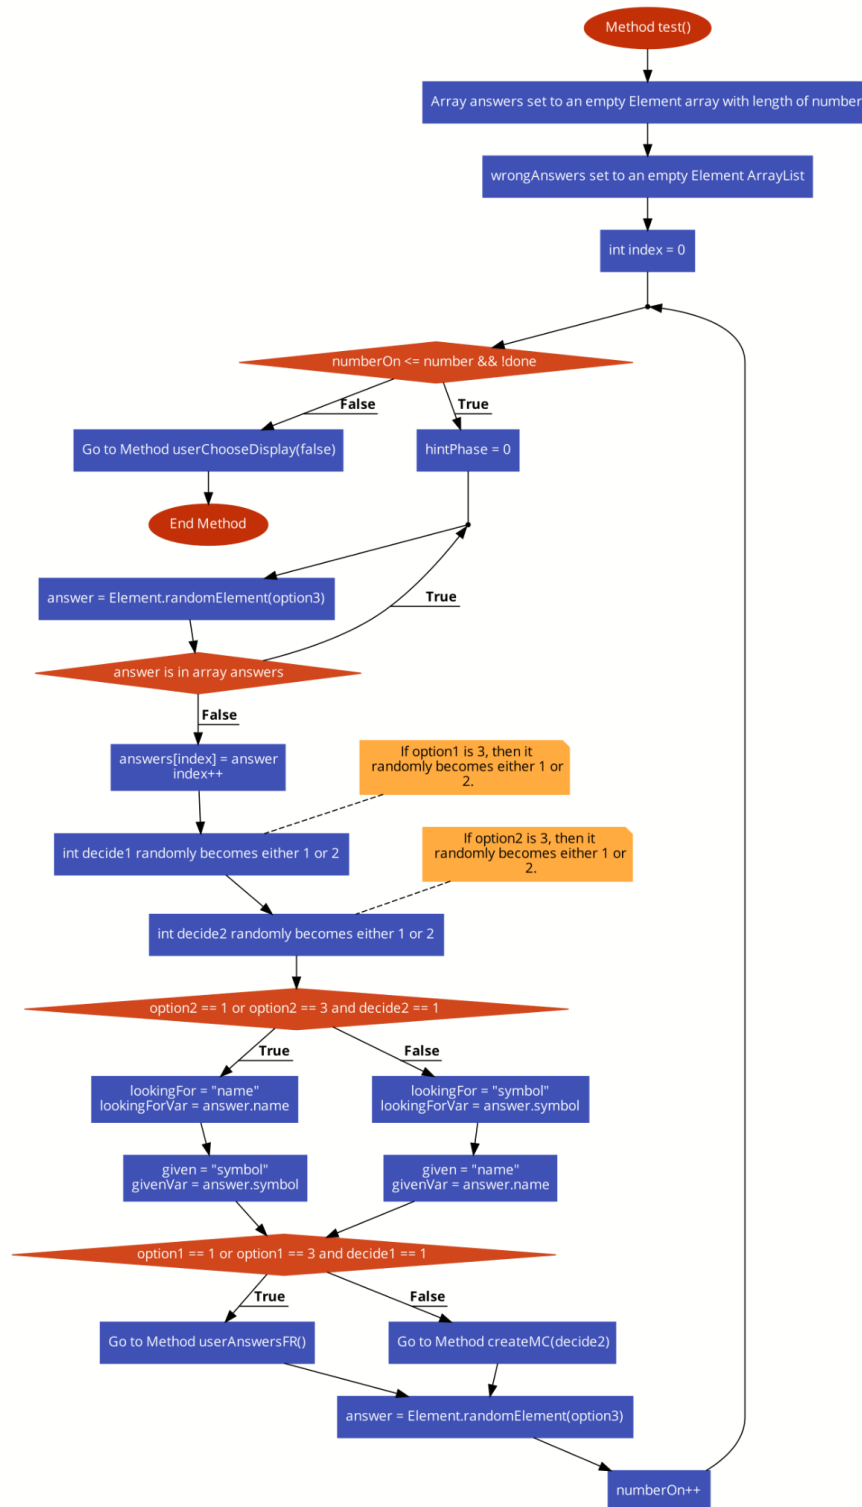 Method test()
Array answers set to an empty Element array with length of number
wrongAnswers set to an empty Element ArrayList
int index = 0
numberOn <= number && !done
False
True
Go to Method userChooseDisplay(false)
hintPhase = 0
End Method
answer = Element.randomElement(option3)
True
answer is in array answers
False
answers[index] = answer
index++
If option1 is 3, then it
randomly becomes either 1 or
2.
int decide1 randomly becomes either 1 or 2
If option2 is 3, then it
randomly becomes either 1 or
2.
int decide2 randomly becomes either 1 or 2
option2 == 1 or option2 == 3 and decide2 == 1
True
False
lookingFor = "name"
lookingForVar = answer.name
lookingFor = "symbol"
lookingForVar = answer.symbol
given = "symbol"
givenVar = answer.symbol
given = "name"
givenVar = answer.name
option1 == 1 or option1 == 3 and decide1 == 1
True
False
Go to Method userAnswersFR()
Go to Method createMC(decide2)
answer = Element.randomElement(option3)
numberOn++